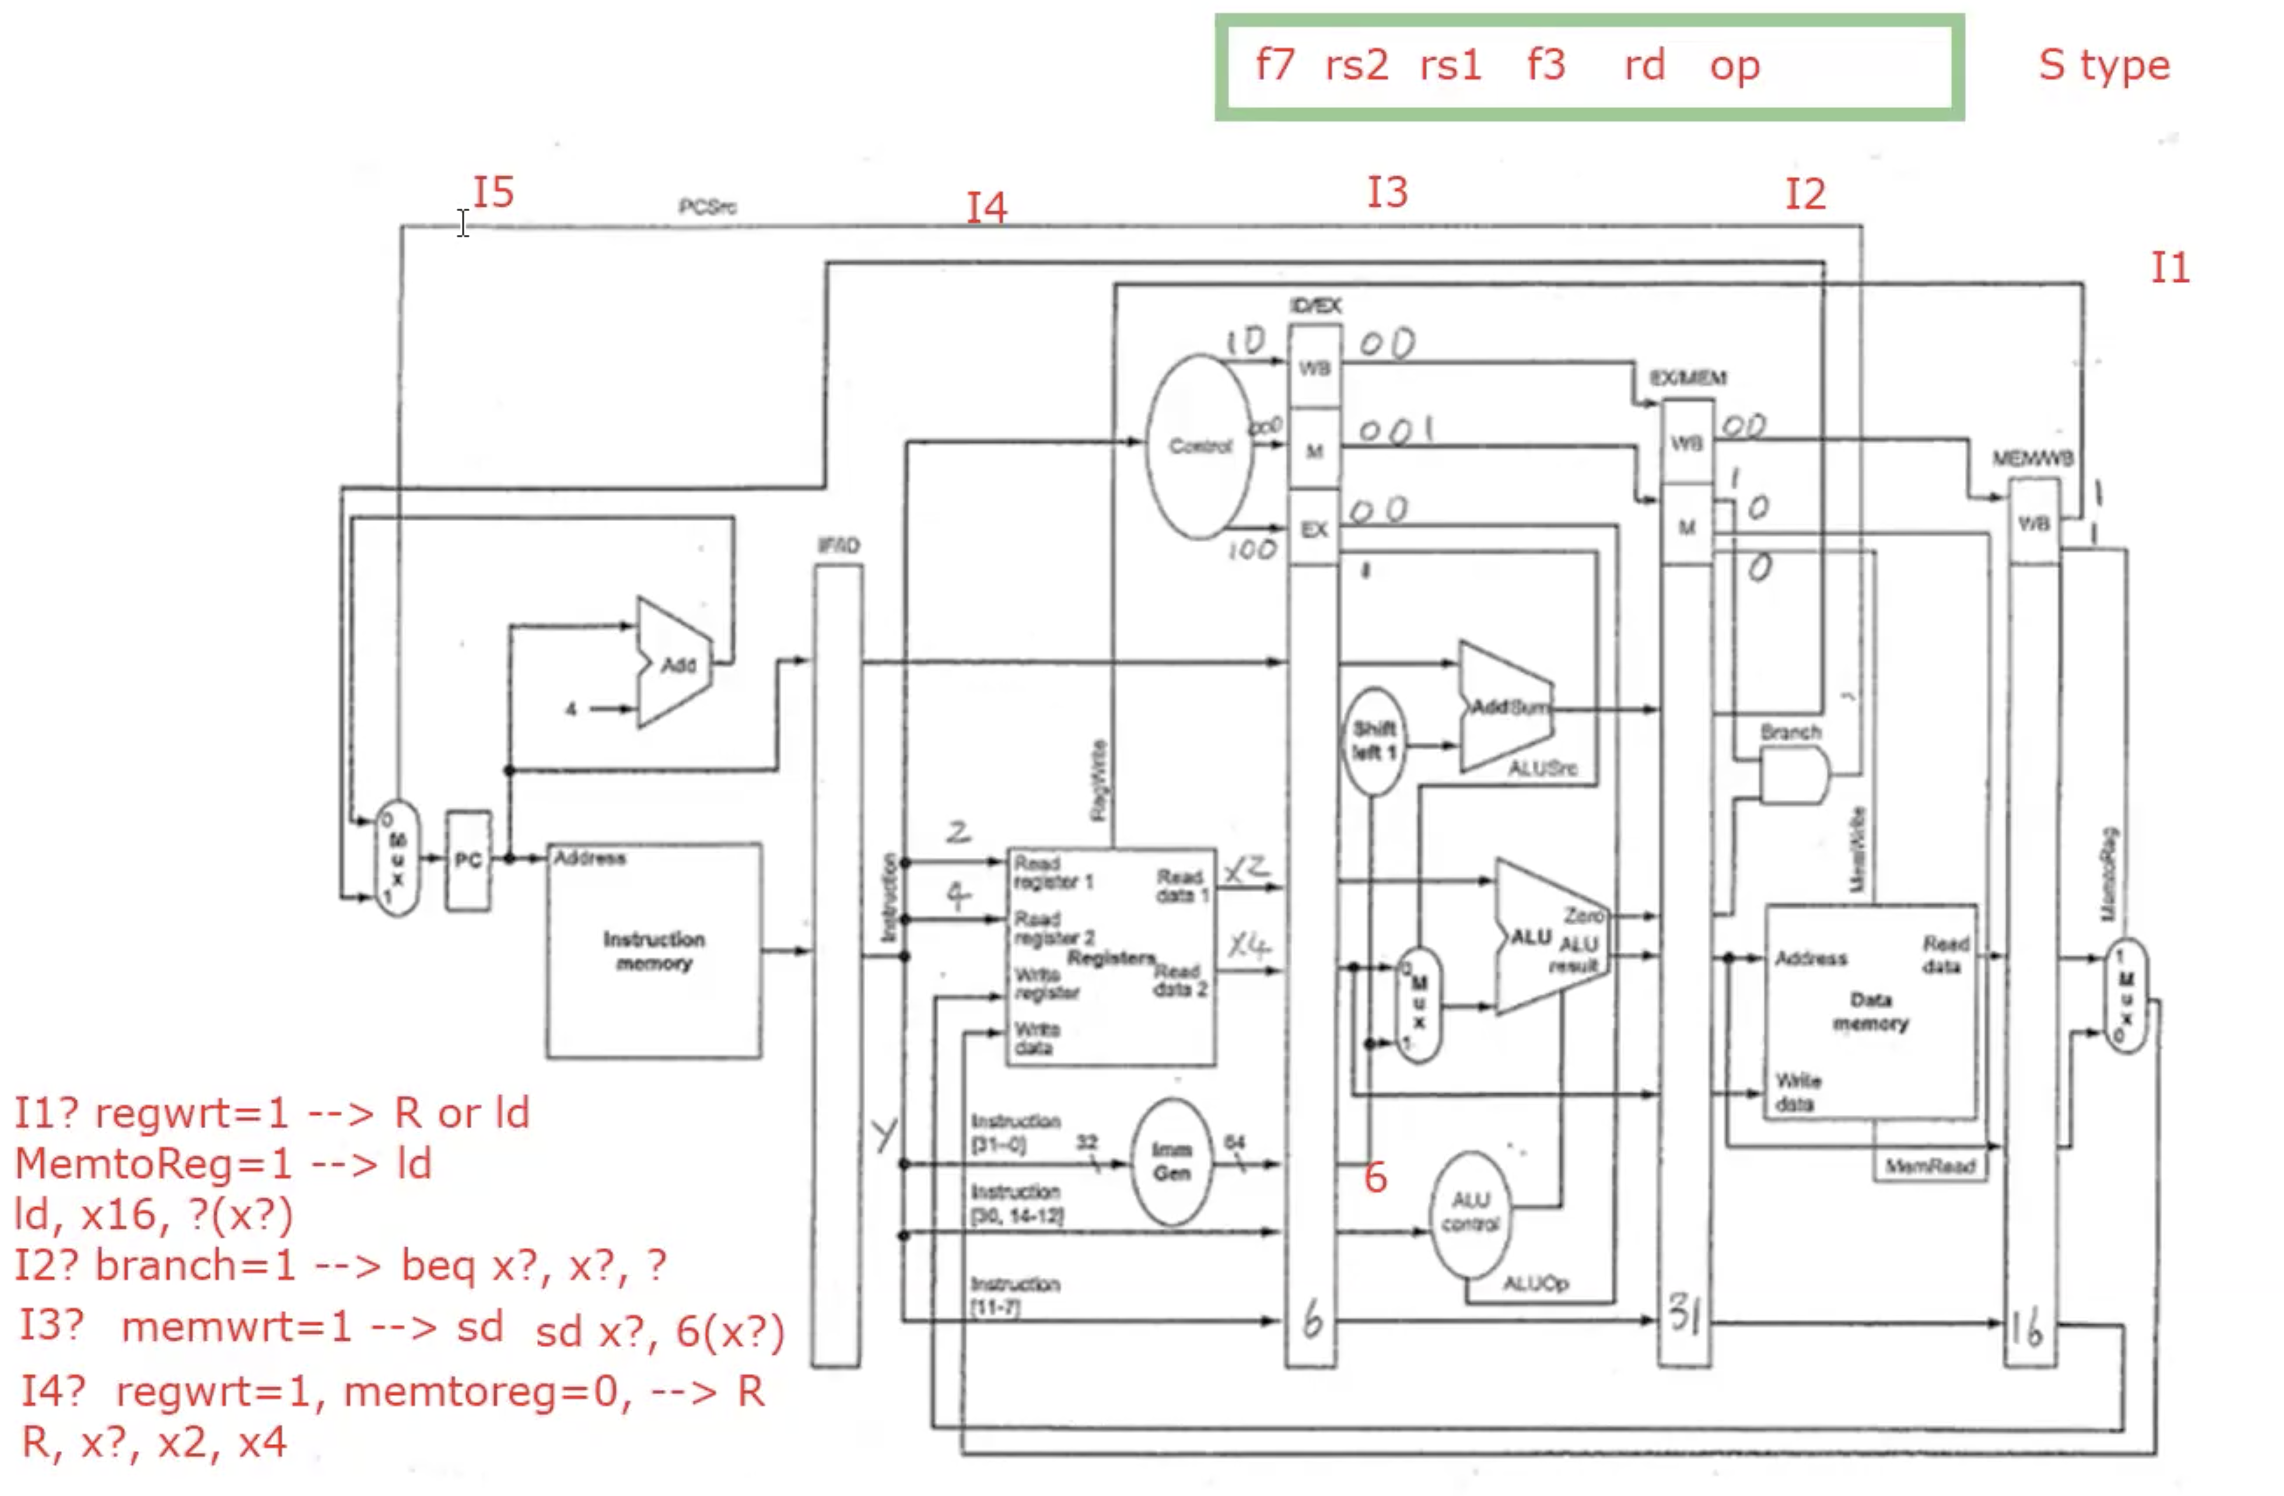 f7 rs2 rs1 f3 rd op
S type
I5
PCSrc
I4
I3
I2
I1
ID/EX
10
WB
00
EX/MEM
Control
000
M
001
WB
00
MEM/WB
1
100
EX
00
1
M
1
0
0
WB
1
1
IF/ID
Add
4
Shift
left 1
AddSum
ALUSrc
Branch
RegWrite
MemWrite
MemtoReg
0
M
u
x
1
PC
Address
Instruction
memory
Instruction
2
4
Read
register 1
Read
register 2
Write
register
Write
data
Registers
Read
data 1
Read
data 2
X2
X4
0
M
u
x
1
ALU
Zero
ALU
result
Address
Read
data
Data
memory
Write
data
MemRead
1
M
u
x
0
Y
Instruction
[31-0]
32
Imm
Gen
64
6
Instruction
[30, 14-12]
ALU
control
ALUOp
Instruction
[11-7]
6
31
16
I1? regwrt=1 --> R or ld
MemtoReg=1 --> ld
ld, x16, ?(x?)
I2? branch=1 --> beq x?, x?, ?
I3? memwrt=1 --> sd sd x?, 6(x?)
I4? regwrt=1, memtoreg=0, --> R
R, x?, x2, x4